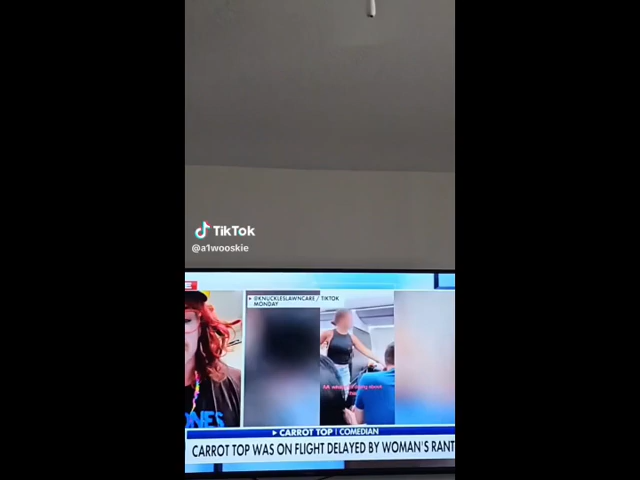 TikTok
@a1wooskie
@KNUCKLESLAWNCARE / TIKTOK
MONDAY
CARROT TOP | COMEDIAN
CARROT TOP WAS ON FLIGHT DELAYED BY WOMAN'S RANT